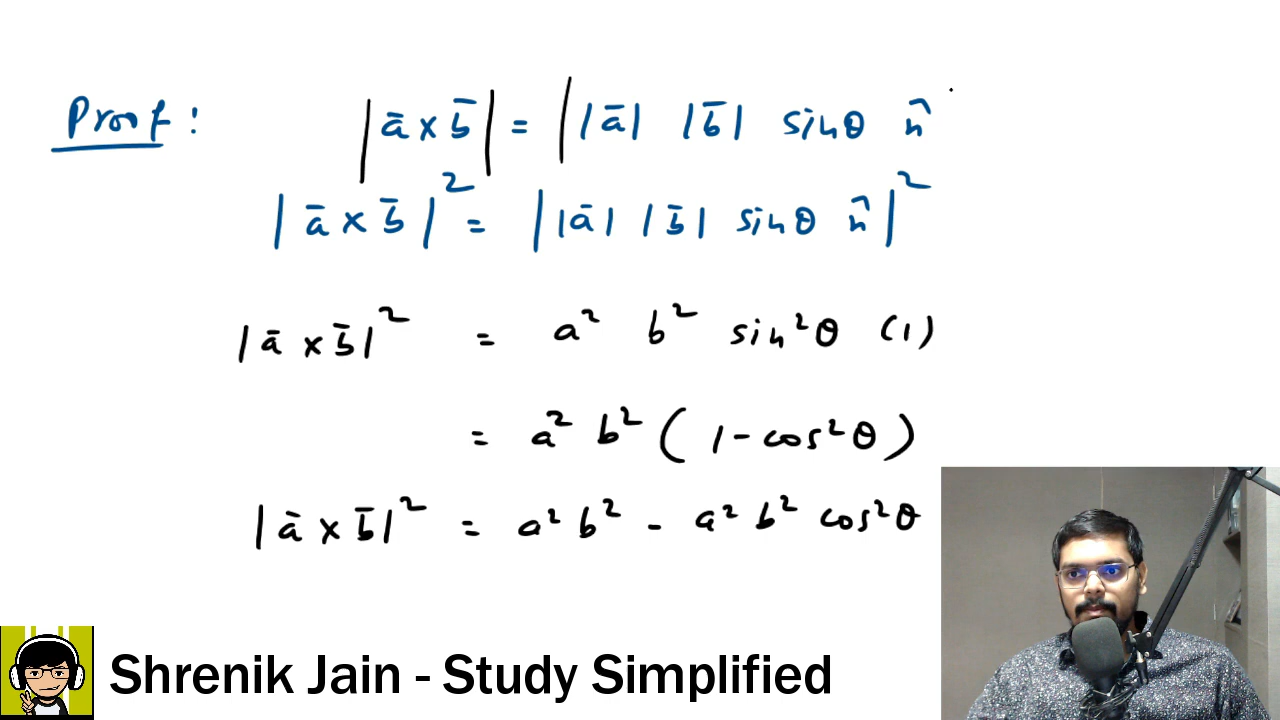 Proof : |ā × b̄| = ||ā| |b̄| sinθ n̂
|ā × b̄|² = ||ā| |b̄| sinθ n̂|²
|ā × b̄|² = a² b² sin²θ (1)
= a² b² (1 - cos²θ)
|ā × b̄|² = a² b² - a² b² cos²θ
Shrenik Jain - Study Simplified